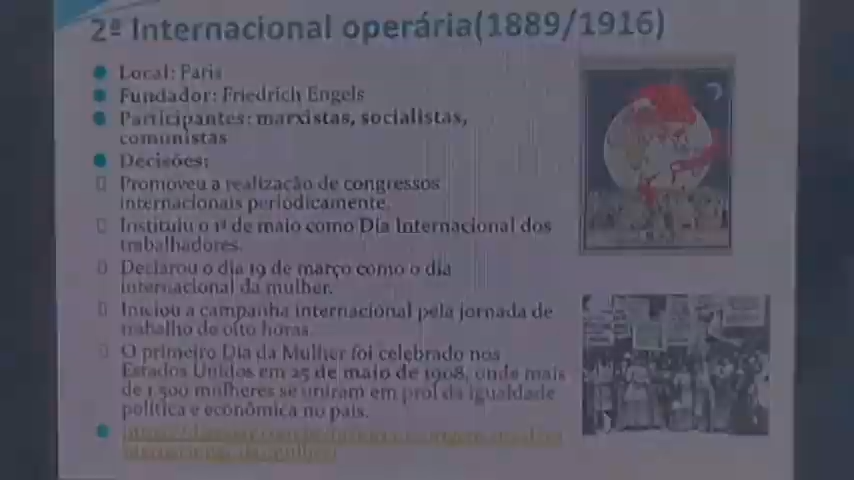 2ª Internacional operária(1889/1916)
Local: Paris
Fundador: Friedrich Engels
Participantes: marxistas, socialistas,
comunistas
Decisões:
Promoveu a realização de congressos
internacionais periodicamente.
Instituiu o 1º de maio como Dia Internacional dos
trabalhadores.
Declarou o dia 19 de março como o dia
internacional da mulher.
Iniciou a campanha internacional pela jornada de
trabalho de oito horas.
O primeiro Dia da Mulher foi celebrado nos
Estados Unidos em 25 de maio de 1908, onde mais
de 1.500 mulheres se uniram em prol da igualdade
política e econômica no país.